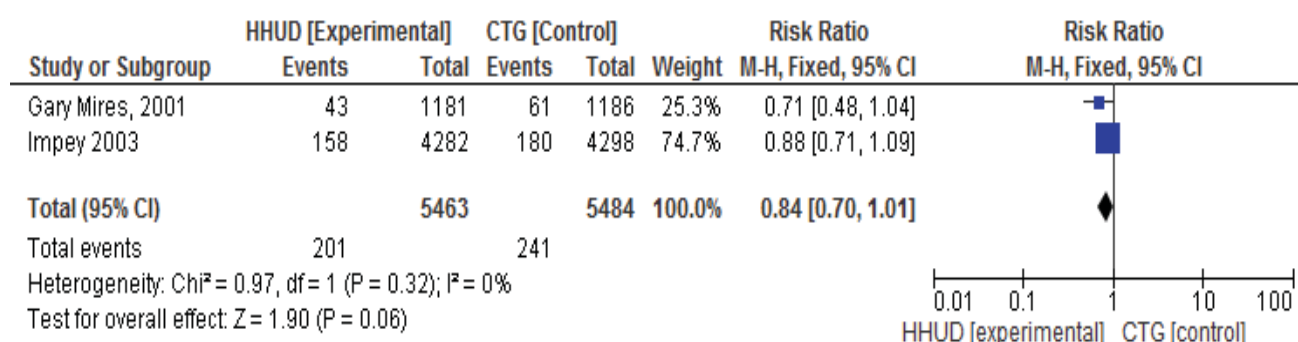 HHUD [Experimental] CTG [Control] Risk Ratio Risk Ratio
Study or Subgroup Events Total Events Total Weight M-H, Fixed, 95% CI M-H, Fixed, 95% CI
Gary Mires, 2001 43 1181 61 1186 25.3% 0.71 [0.48, 1.04]
Impey 2003 158 4282 180 4298 74.7% 0.88 [0.71, 1.09]
Total (95% CI) 5463 5484 100.0% 0.84 [0.70, 1.01]
Total events 201 241
Heterogeneity: Chi² = 0.97, df = 1 (P = 0.32); I² = 0%
Test for overall effect: Z = 1.90 (P = 0.06)
0.01 0.1 1 10 100
HHUD [experimental] CTG [control]